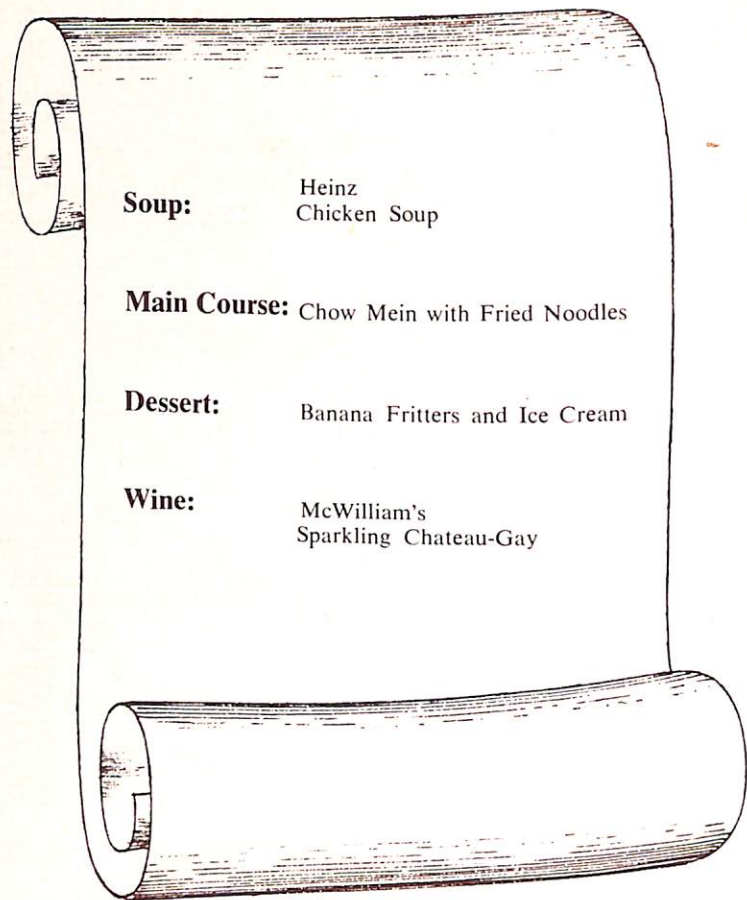 Soup: Heinz
Chicken Soup
Main Course: Chow Mein with Fried Noodles
Dessert: Banana Fritters and Ice Cream
Wine: McWilliam's
Sparkling Chateau-Gay